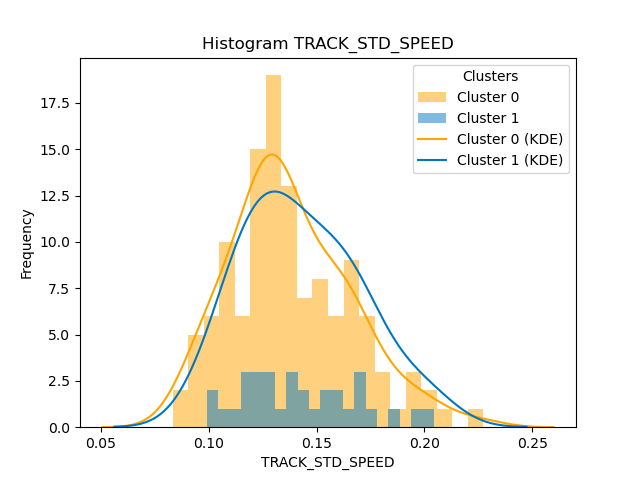 Histogram TRACK_STD_SPEED
Clusters
Cluster 0
Cluster 1
Cluster 0 (KDE)
Cluster 1 (KDE)
Frequency
17.5
15.0
12.5
10.0
7.5
5.0
2.5
0.0
0.05
0.10
0.15
0.20
0.25
TRACK_STD_SPEED